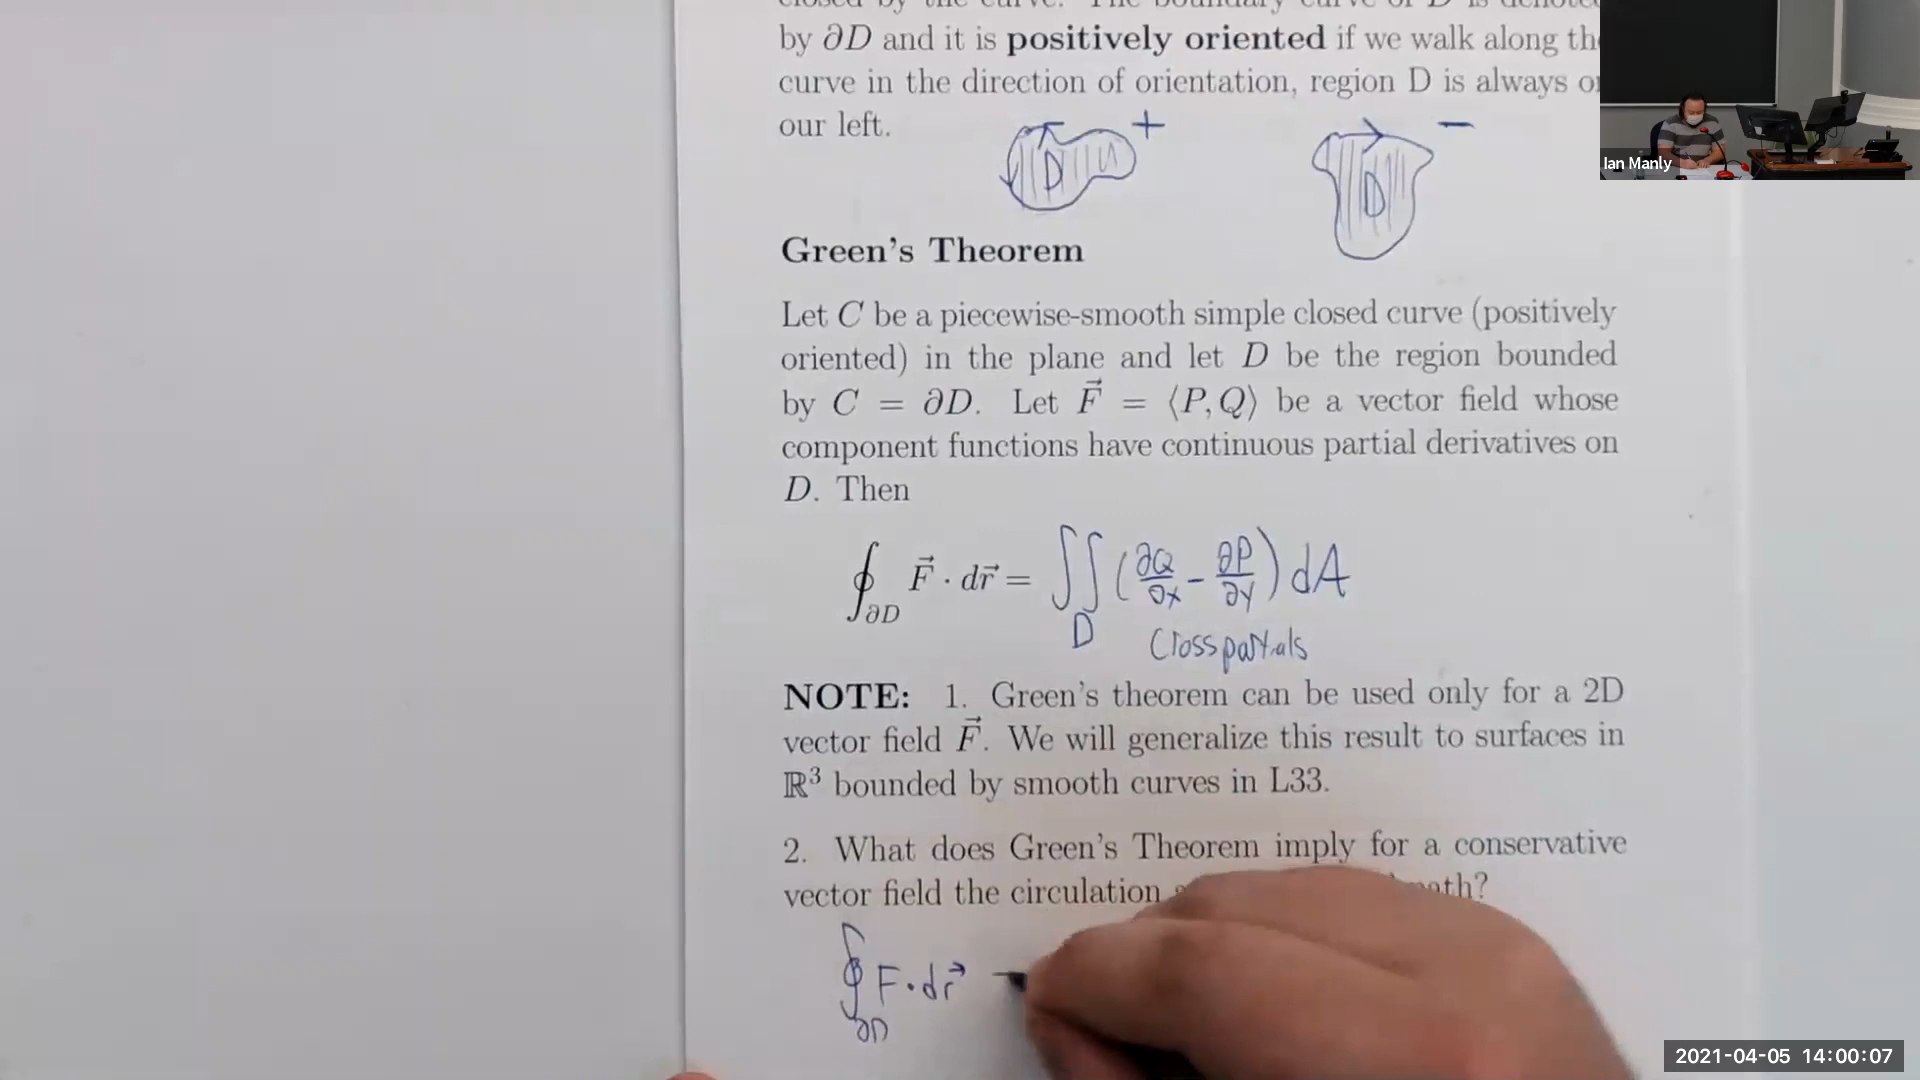 by ∂D and it is positively oriented if we walk along
curve in the direction of orientation, region D is always
our left.
+
−
D
D
Ian Manly
Green's Theorem
Let C be a piecewise-smooth simple closed curve (positively
oriented) in the plane and let D be the region bounded
by C = ∂D. Let F⃗ = ⟨P, Q⟩ be a vector field whose
component functions have continuous partial derivatives on
D. Then
∮_∂D F⃗ · dr⃗ = ∬_D (∂Q/∂x − ∂P/∂y) dA
Cross partials
NOTE: 1. Green's theorem can be used only for a 2D
vector field F⃗. We will generalize this result to surfaces in
ℝ³ bounded by smooth curves in L33.
2. What does Green's Theorem imply for a conservative
vector field the circulation
∮_∂D F · dr⃗
2021-04-05 14:00:07